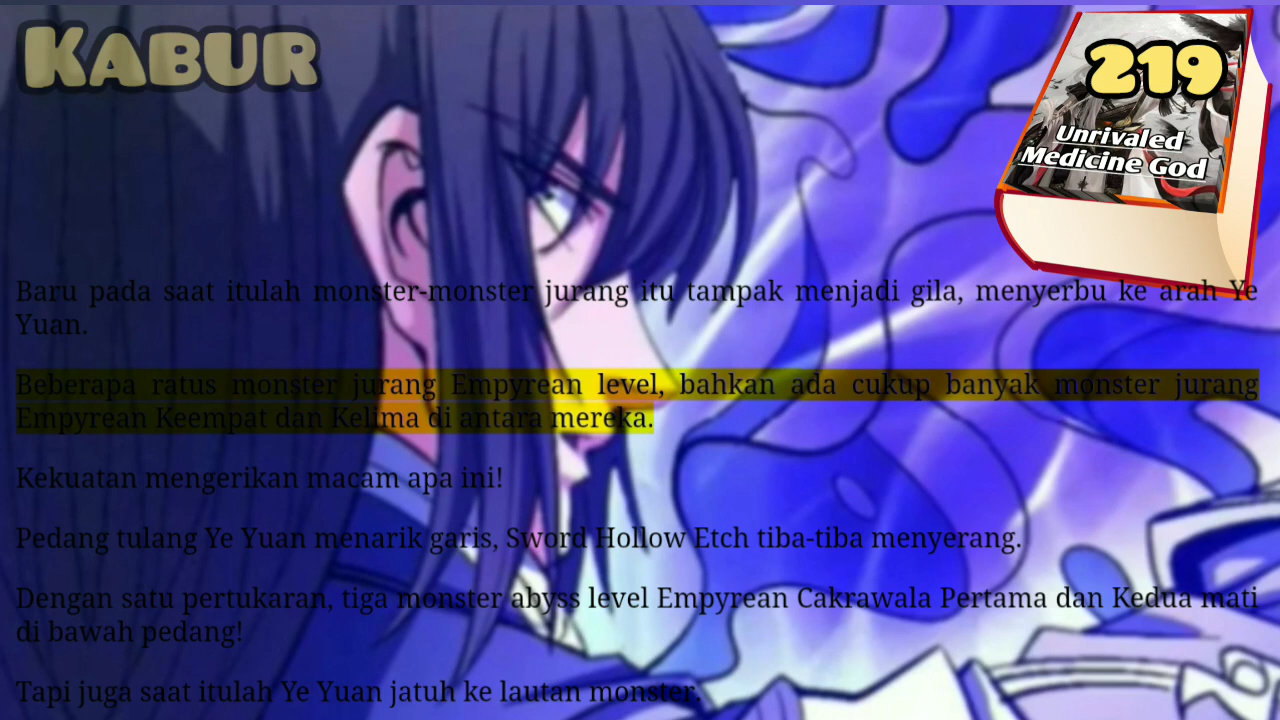 KABUR
219
Unrivaled
Medicine God
Baru pada saat itulah monster-monster jurang itu tampak menjadi gila, menyerbu ke arah Ye
Yuan.
Beberapa ratus monster jurang Empyrean level, bahkan ada cukup banyak monster jurang
Empyrean Keempat dan Kelima di antara mereka.
Kekuatan mengerikan macam apa ini!
Pedang tulang Ye Yuan menarik garis, Sword Hollow Etch tiba-tiba menyerang.
Dengan satu pertukaran, tiga monster abyss level Empyrean Cakrawala Pertama dan Kedua mati
di bawah pedang!
Tapi juga saat itulah Ye Yuan jatuh ke lautan monster.